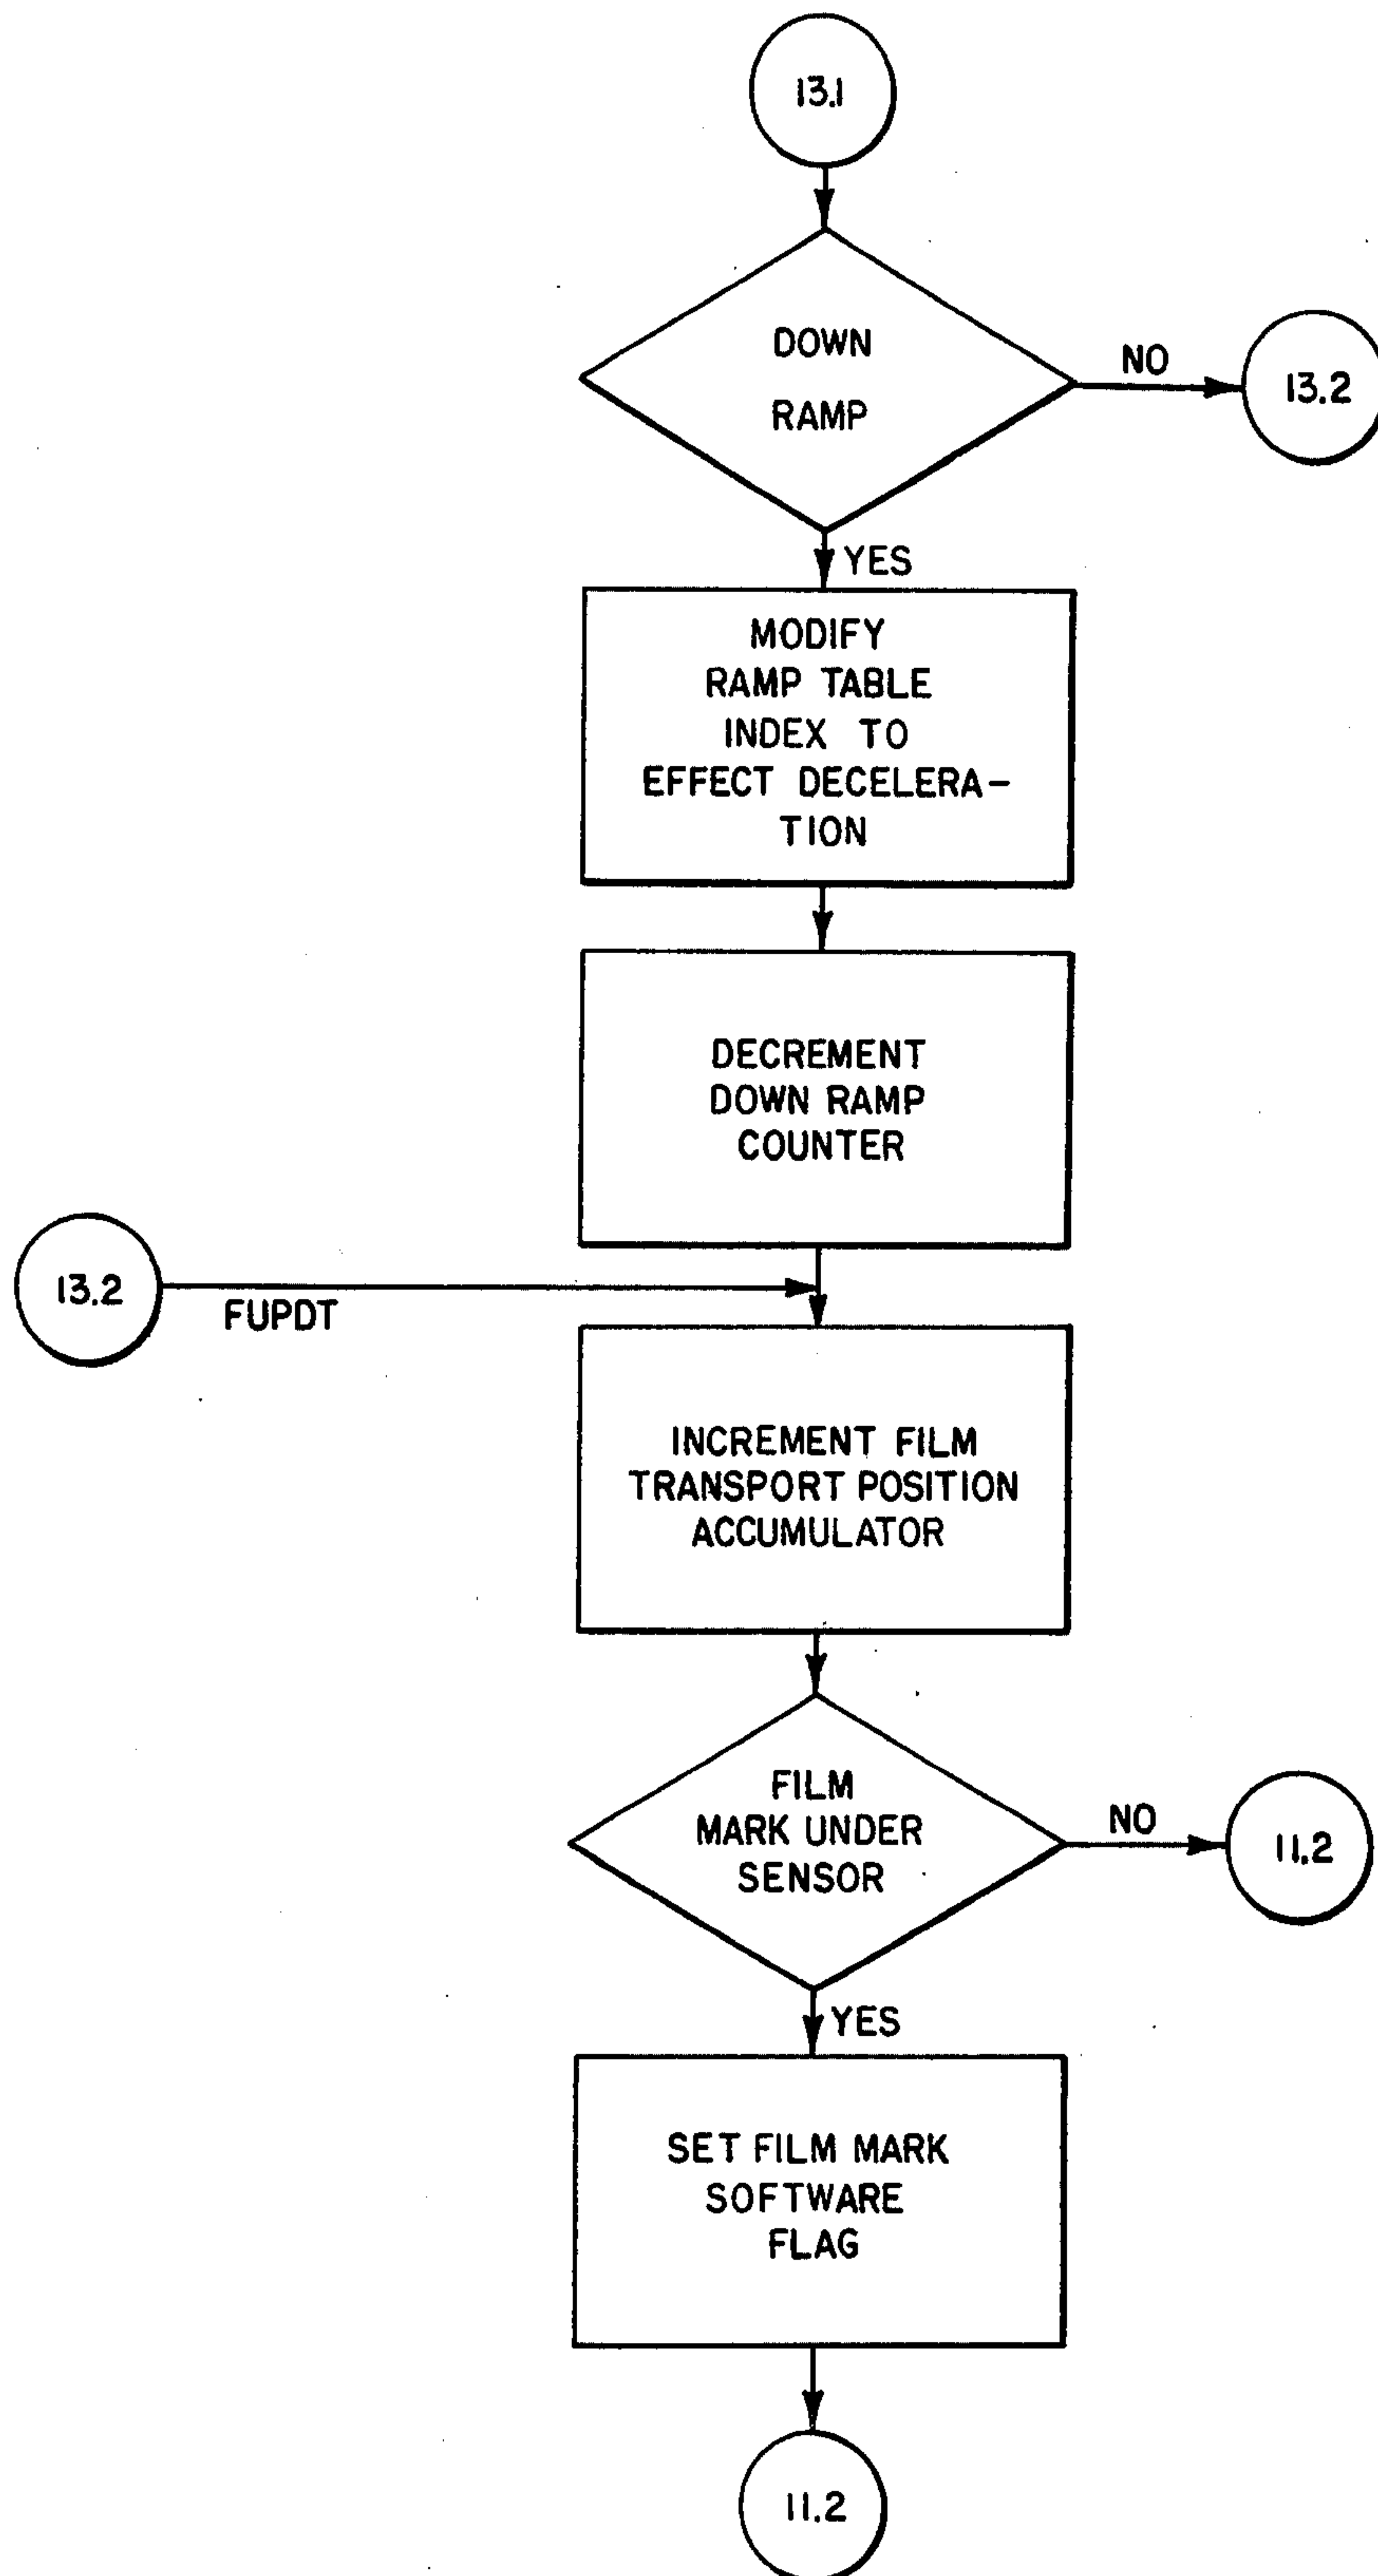 13.1
DOWN
RAMP
NO
13.2
YES
MODIFY
RAMP TABLE
INDEX TO
EFFECT DECELERA-
TION
DECREMENT
DOWN RAMP
COUNTER
13.2
FUPDT
INCREMENT FILM
TRANSPORT POSITION
ACCUMULATOR
FILM
MARK UNDER
SENSOR
NO
11.2
YES
SET FILM MARK
SOFTWARE
FLAG
11.2